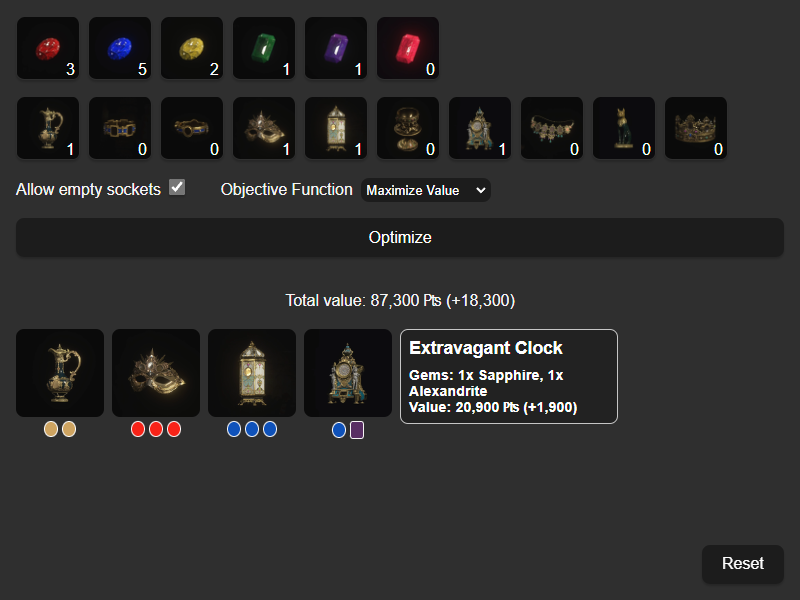 3 5 2 1 1 0
1 0 0 1 1 0 1 0 0 0
Allow empty sockets Objective Function Maximize Value
Optimize
Total value: 87,300 Pts (+18,300)
Extravagant Clock
Gems: 1x Sapphire, 1x
Alexandrite
Value: 20,900 Pts (+1,900)
Reset